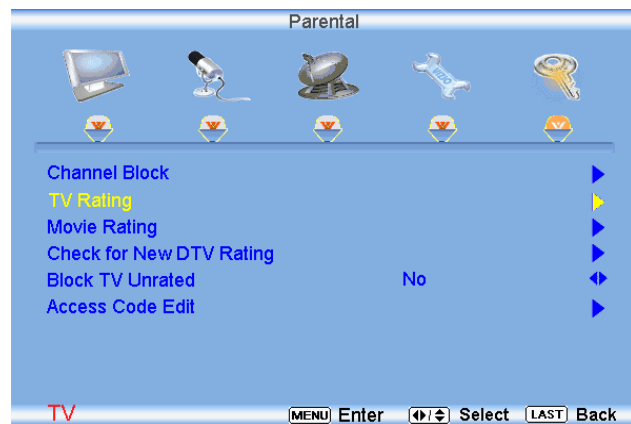 Parental
VIZIO
Channel Block
TV Rating
Movie Rating
Check for New DTV Rating
Block TV Unrated No
Access Code Edit
TV MENU Enter Select LAST Back